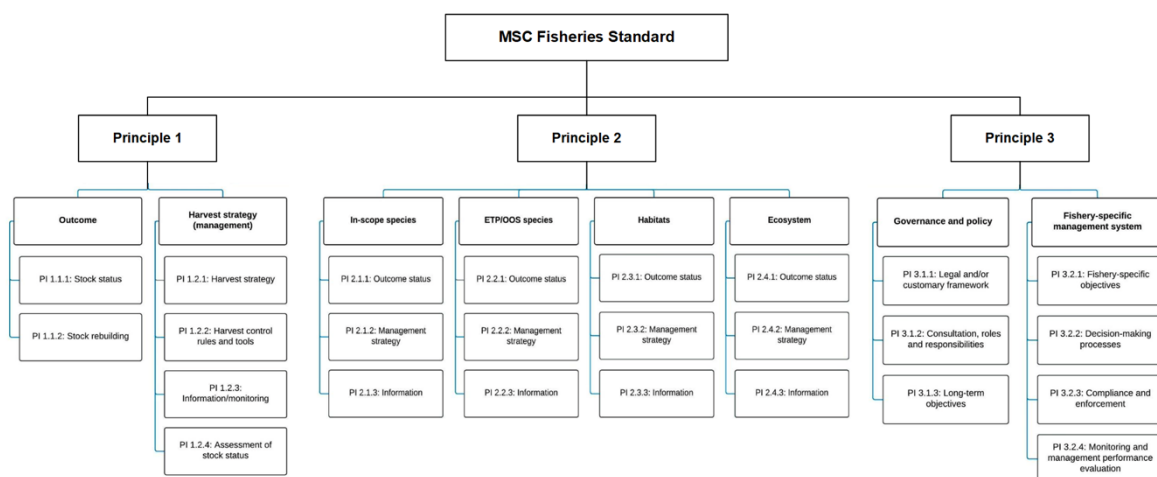 MSC Fisheries Standard
Principle 1
Principle 2
Principle 3
Outcome
Harvest strategy
(management)
In-scope species
ETP/OOS species
Habitats
Ecosystem
Governance and policy
Fishery-specific
management system
PI 1.1.1: Stock status
PI 1.1.2: Stock rebuilding
PI 1.2.1: Harvest strategy
PI 1.2.2: Harvest control
rules and tools
PI 1.2.3:
Information/monitoring
PI 1.2.4: Assessment of
stock status
PI 2.1.1: Outcome status
PI 2.1.2: Management
strategy
PI 2.1.3: Information
PI 2.2.1: Outcome status
PI 2.2.2: Management
strategy
PI 2.2.3: Information
PI 2.3.1: Outcome status
PI 2.3.2: Management
strategy
PI 2.3.3: Information
PI 2.4.1: Outcome status
PI 2.4.2: Management
strategy
PI 2.4.3: Information
PI 3.1.1: Legal and/or
customary framework
PI 3.1.2: Consultation, roles
and responsibilities
PI 3.1.3: Long-term
objectives
PI 3.2.1: Fishery-specific
objectives
PI 3.2.2: Decision-making
processes
PI 3.2.3: Compliance and
enforcement
PI 3.2.4: Monitoring and
management performance
evaluation